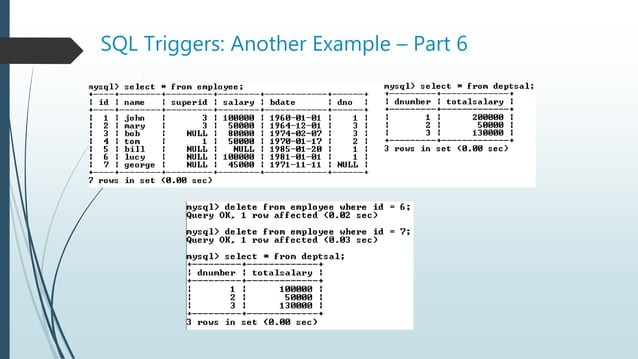 SQL Triggers: Another Example – Part 6
mysql> select * from employee;
+----+--------+---------+--------+------------+------+
| id | name   | superid | salary | bdate      | dno  |
+----+--------+---------+--------+------------+------+
| 1 | john   | 3 | 100000 | 1960-01-01 | 1 |
| 2 | mary   | 3 | 50000 | 1964-12-01 | 3 |
| 3 | bob    | NULL | 80000 | 1974-02-07 | 3 |
| 4 | tom    | 1 | 50000 | 1970-01-17 | 2 |
| 5 | bill   | NULL | NULL | 1985-01-20 | 1 |
| 6 | lucy   | NULL | 100000 | 1981-01-01 | 1 |
| 7 | george | NULL | 45000 | 1971-11-11 | NULL |
+----+--------+---------+--------+------------+------+
7 rows in set (0.00 sec)
mysql> select * from deptsal;
+---------+-------------+
| dnumber | totalsalary |
+---------+-------------+
| 1 | 200000 |
| 2 | 50000 |
| 3 | 130000 |
+---------+-------------+
3 rows in set (0.00 sec)
mysql> delete from employee where id = 6;
Query OK, 1 row affected (0.02 sec)
mysql> delete from employee where id = 7;
Query OK, 1 row affected (0.03 sec)
mysql> select * from deptsal;
+---------+-------------+
| dnumber | totalsalary |
+---------+-------------+
| 1 | 100000 |
| 2 | 50000 |
| 3 | 130000 |
+---------+-------------+
3 rows in set (0.00 sec)